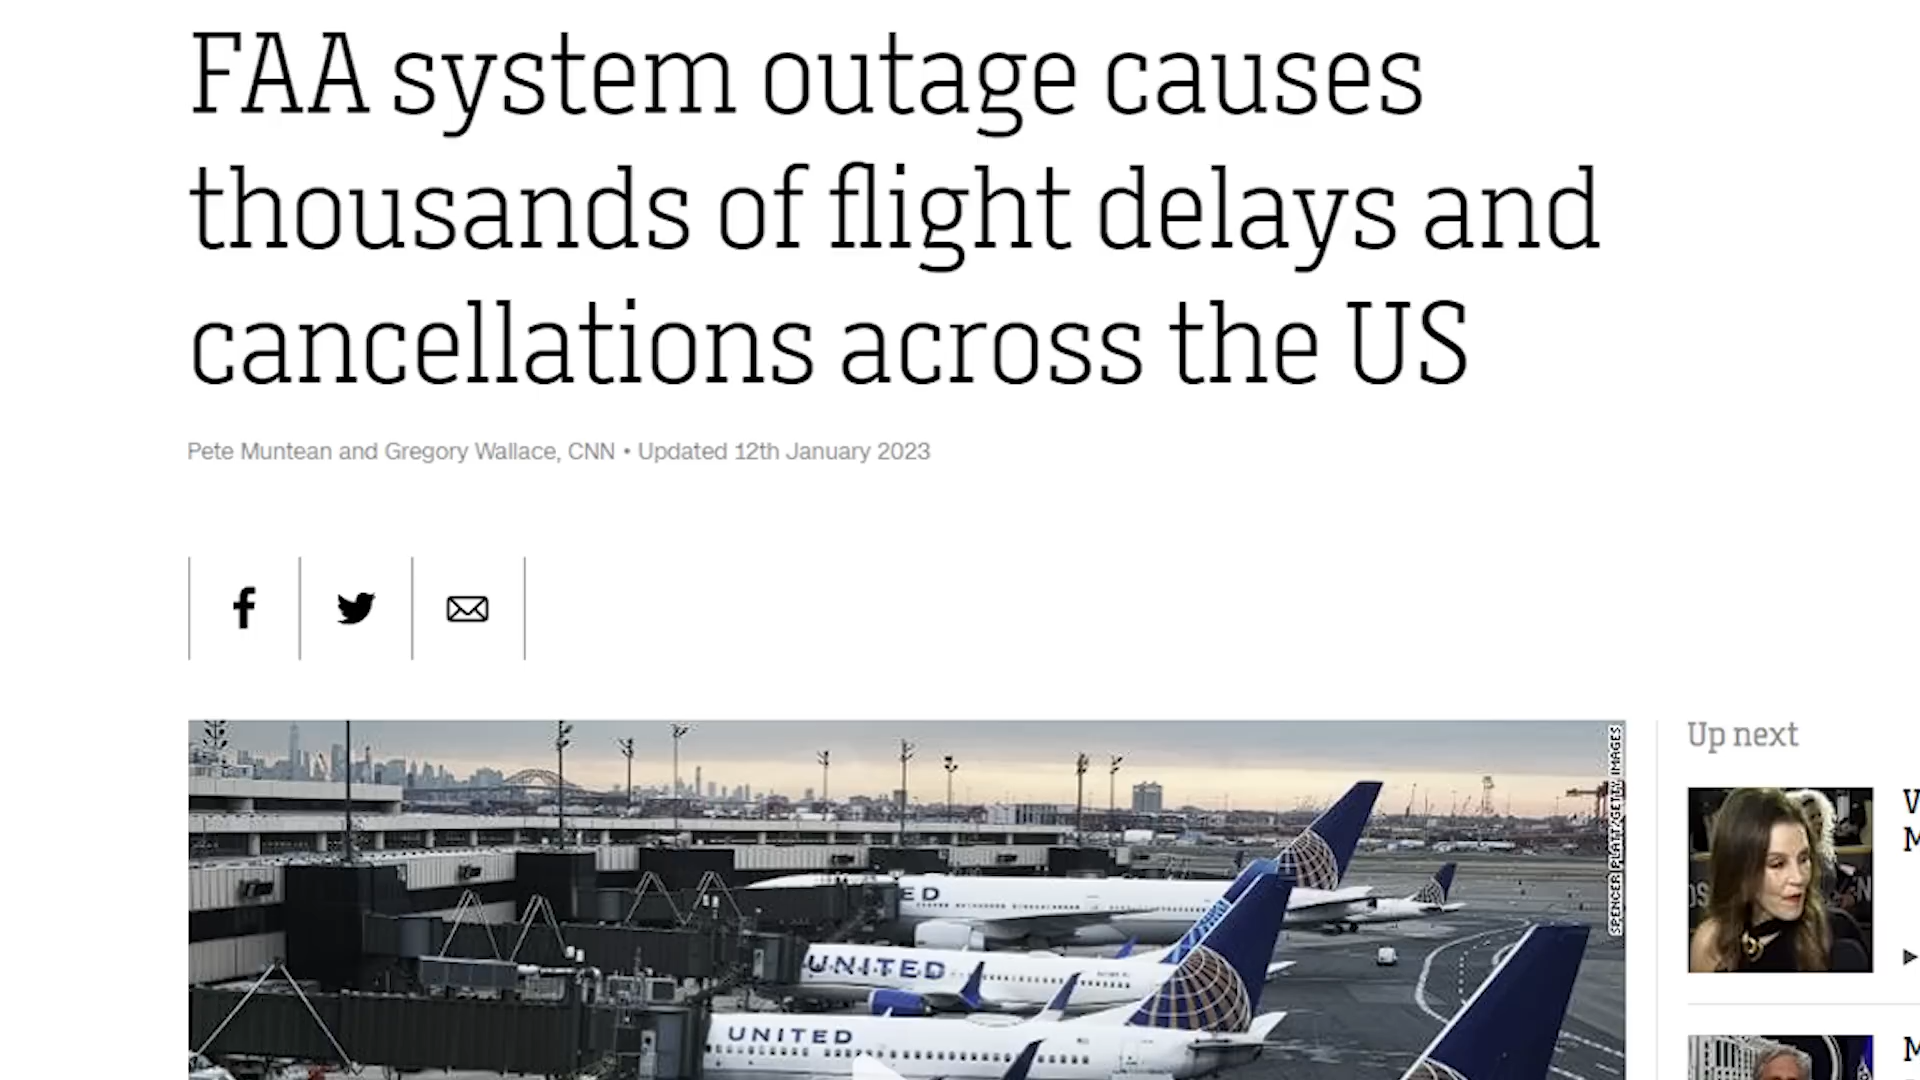 FAA system outage causes
thousands of flight delays and
cancellations across the US
Pete Muntean and Gregory Wallace, CNN • Updated 12th January 2023
SPENCER PLATT/GETTY IMAGES
Up next
ED
UNITED
UNITED